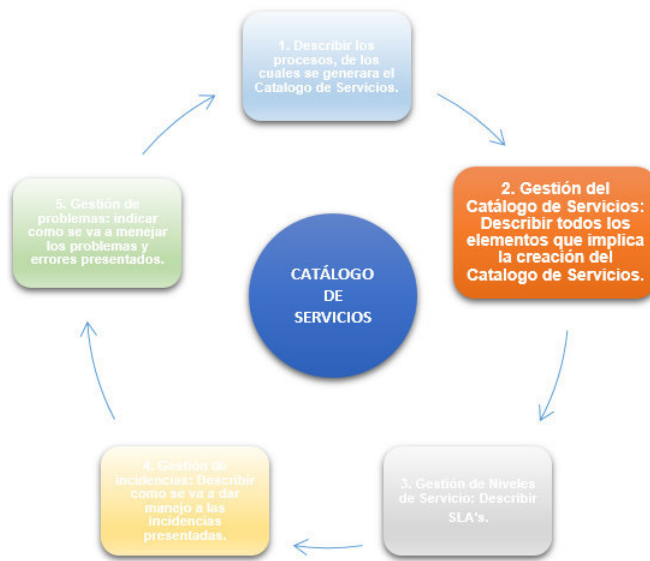 1. Describir los
procesos, de los
cuales se generara el
Catalogo de Servicios.
2. Gestión del
Catálogo de Servicios:
Describir todos los
elementos que implica
la creación del
Catalogo de Servicios.
3. Gestión de Niveles
de Servicio: Describir
SLA's.
4. Gestión de
incidencias: Describir
como se va a dar
manejo a las
incidencias
presentadas.
5. Gestión de
problemas: indicar
como se va a menejar
los problemas y
errores presentados.
CATÁLOGO
DE
SERVICIOS